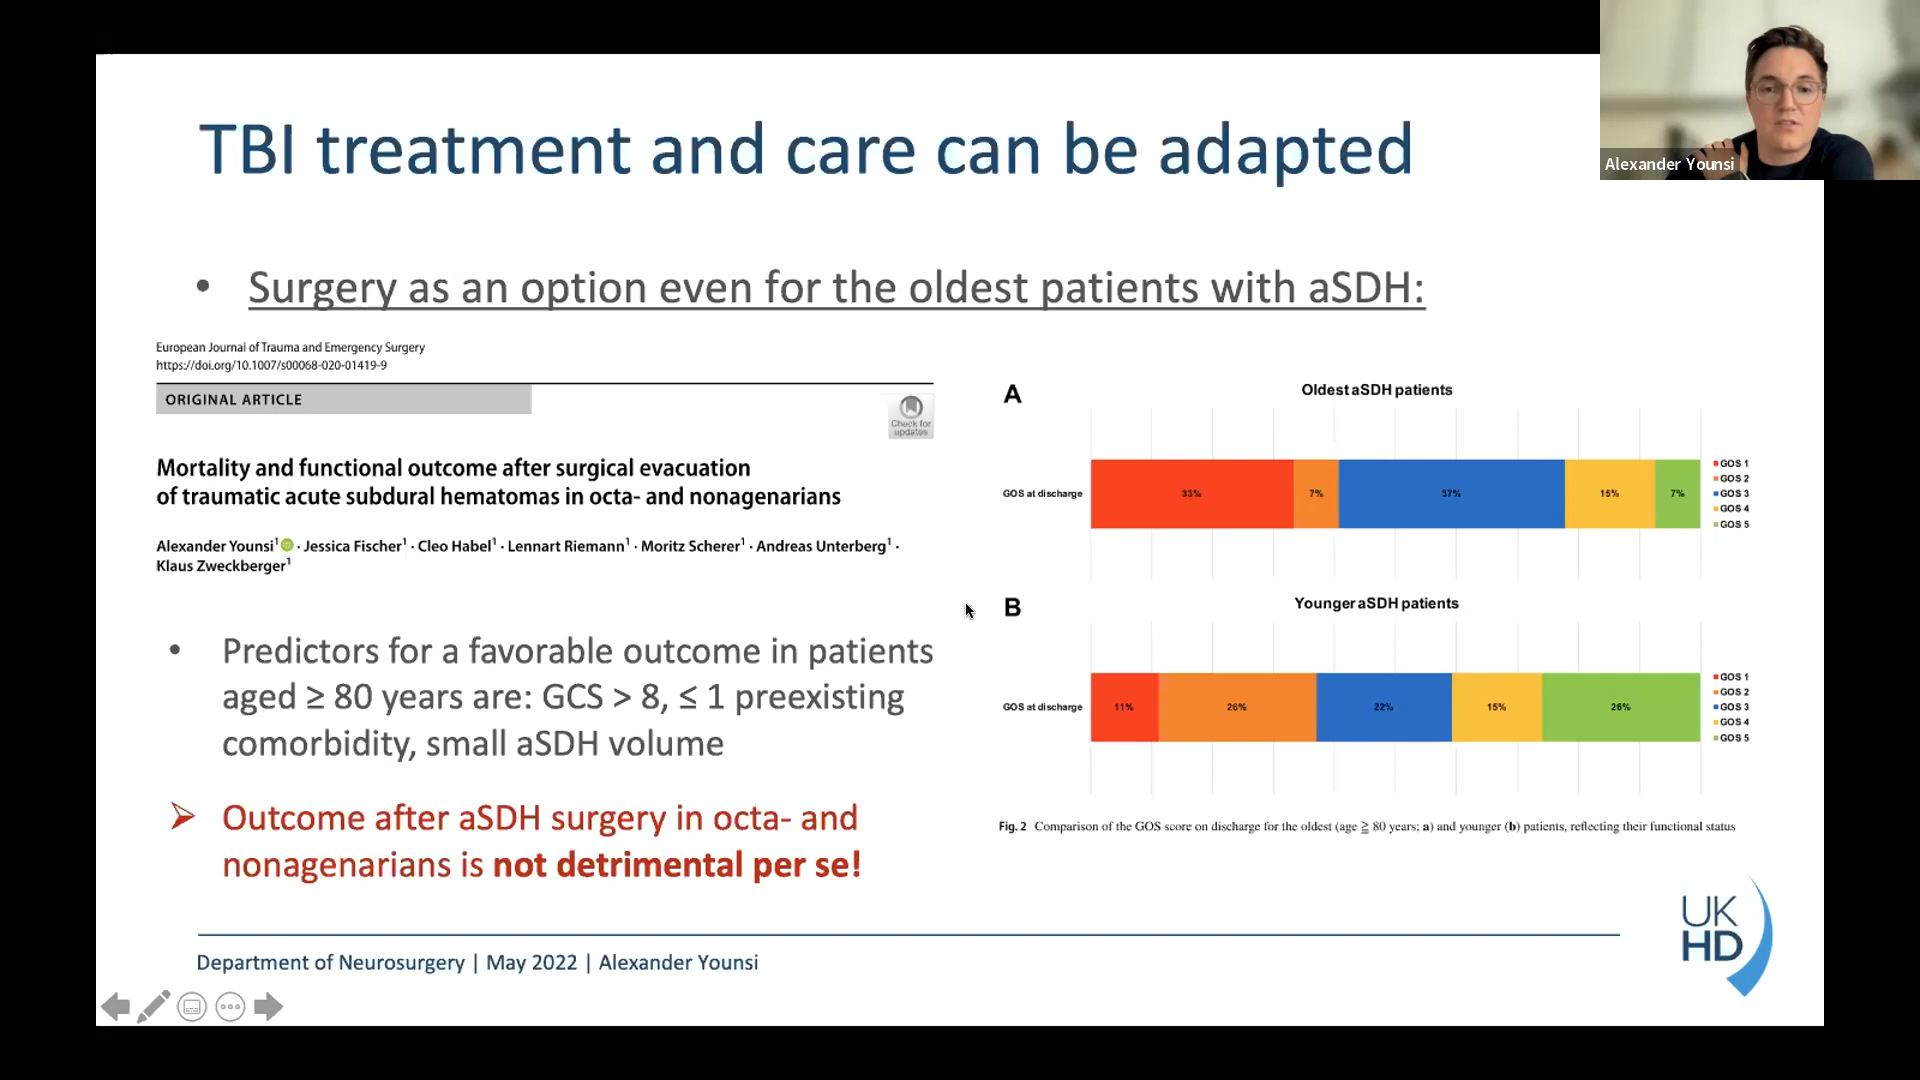 Alexander Younsi
TBI treatment and care can be adapted
• Surgery as an option even for the oldest patients with aSDH:
European Journal of Trauma and Emergency Surgery
https://doi.org/10.1007/s00068-020-01419-9
ORIGINAL ARTICLE
Check for
updates
Mortality and functional outcome after surgical evacuation
of traumatic acute subdural hematomas in octa- and nonagenarians
Alexander Younsi1 · Jessica Fischer1 · Cleo Habel1 · Lennart Riemann1 · Moritz Scherer1 · Andreas Unterberg1 ·
Klaus Zweckberger1
• Predictors for a favorable outcome in patients
aged ≥ 80 years are: GCS > 8, ≤ 1 preexisting
comorbidity, small aSDH volume
➢ Outcome after aSDH surgery in octa- and
nonagenarians is not detrimental per se!
A
Oldest aSDH patients
GOS at discharge
33% 7% 37% 15% 7%
GOS 1
GOS 2
GOS 3
GOS 4
GOS 5
B
Younger aSDH patients
GOS at discharge
11% 26% 22% 15% 26%
GOS 1
GOS 2
GOS 3
GOS 4
GOS 5
Fig. 2 Comparison of the GOS score on discharge for the oldest (age ≧ 80 years; a) and younger (b) patients, reflecting their functional status
UK
HD
Department of Neurosurgery | May 2022 | Alexander Younsi